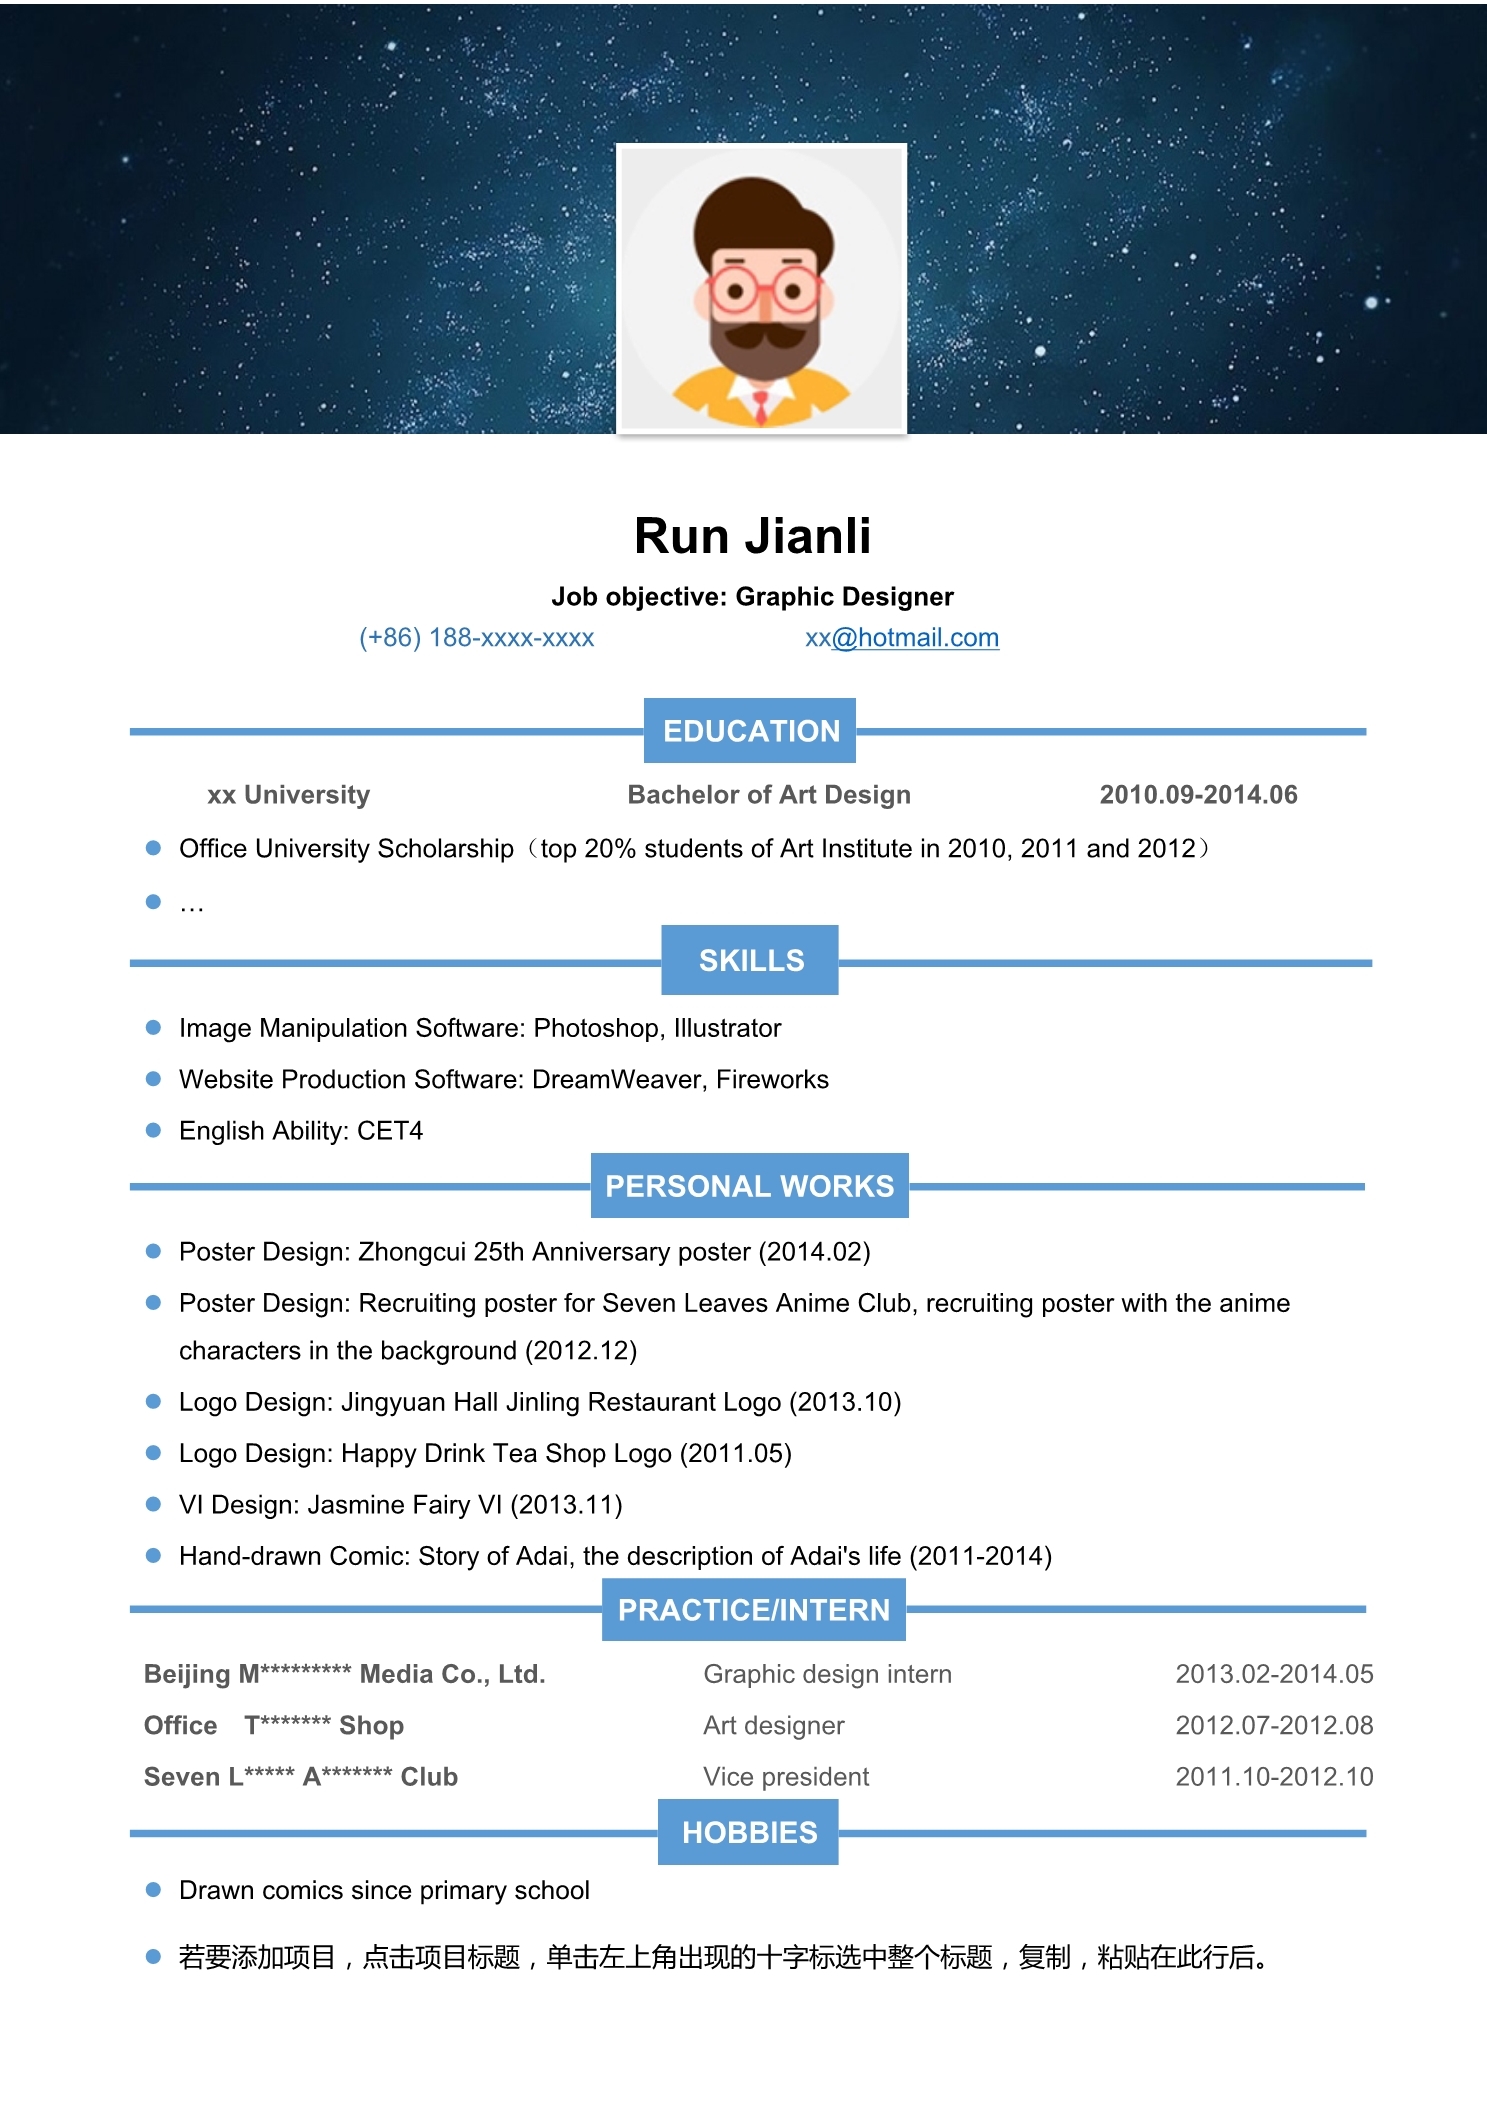 Run Jianli
Job objective: Graphic Designer
(+86) 188-xxxx-xxxx xx@hotmail.com
EDUCATION
xx University Bachelor of Art Design 2010.09-2014.06
Office University Scholarship（top 20% students of Art Institute in 2010, 2011 and 2012）
…
SKILLS
Image Manipulation Software: Photoshop, Illustrator
Website Production Software: DreamWeaver, Fireworks
English Ability: CET4
PERSONAL WORKS
Poster Design: Zhongcui 25th Anniversary poster (2014.02)
Poster Design: Recruiting poster for Seven Leaves Anime Club, recruiting poster with the anime
characters in the background (2012.12)
Logo Design: Jingyuan Hall Jinling Restaurant Logo (2013.10)
Logo Design: Happy Drink Tea Shop Logo (2011.05)
VI Design: Jasmine Fairy VI (2013.11)
Hand-drawn Comic: Story of Adai, the description of Adai's life (2011-2014)
PRACTICE/INTERN
Beijing M********* Media Co., Ltd. Graphic design intern 2013.02-2014.05
Office T******* Shop Art designer 2012.07-2012.08
Seven L***** A******* Club Vice president 2011.10-2012.10
HOBBIES
Drawn comics since primary school
若要添加项目，点击项目标题，单击左上角出现的十字标选中整个标题，复制，粘贴在此行后。